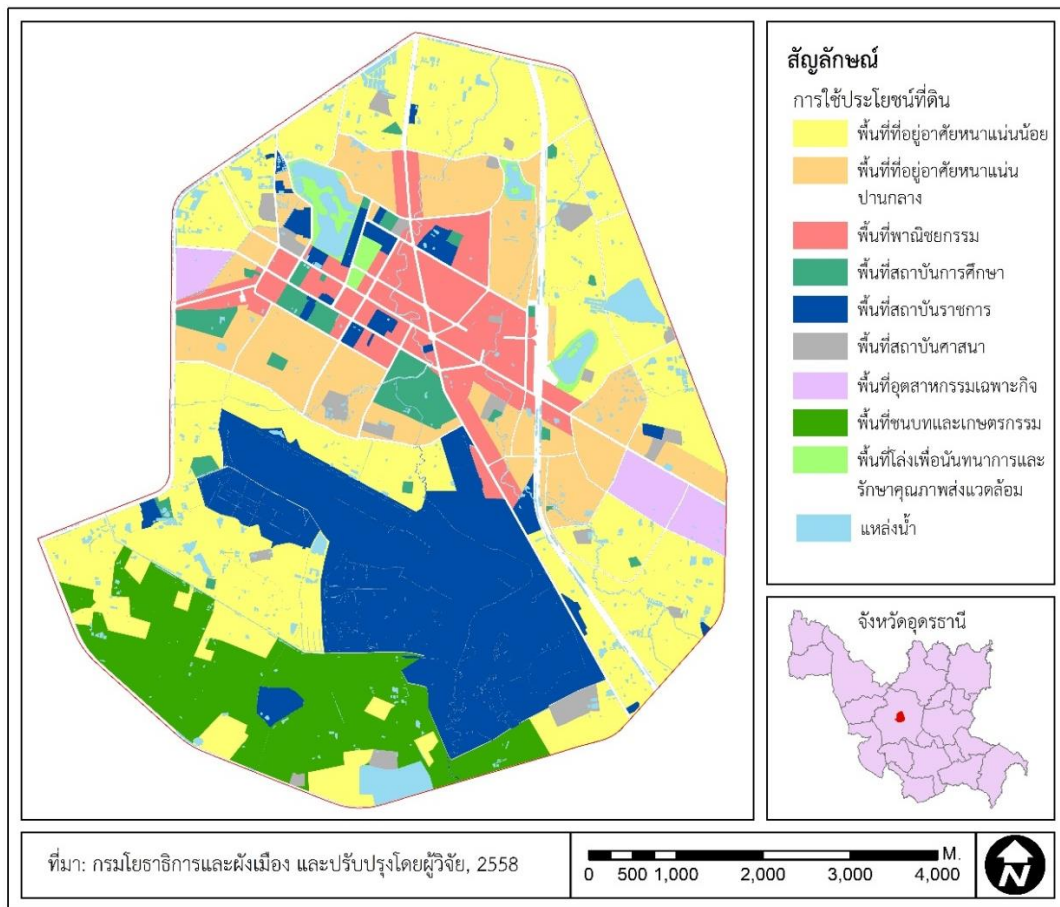 สัญลักษณ์
การใช้ประโยชน์ที่ดิน
พื้นที่ที่อยู่อาศัยหนาแน่นน้อย
พื้นที่ที่อยู่อาศัยหนาแน่น
ปานกลาง
พื้นที่พาณิชยกรรม
พื้นที่สถาบันการศึกษา
พื้นที่สถาบันราชการ
พื้นที่สถาบันศาสนา
พื้นที่อุตสาหกรรมเฉพาะกิจ
พื้นที่ชนบทและเกษตรกรรม
พื้นที่โล่งเพื่อนันทนาการและ
รักษาคุณภาพส่งแวดล้อม
แหล่งน้ำ
จังหวัดอุดรธานี
ที่มา: กรมโยธาธิการและผังเมือง และปรับปรุงโดยผู้วิจัย, 2558
M.
0 500 1,000 2,000 3,000 4,000
N